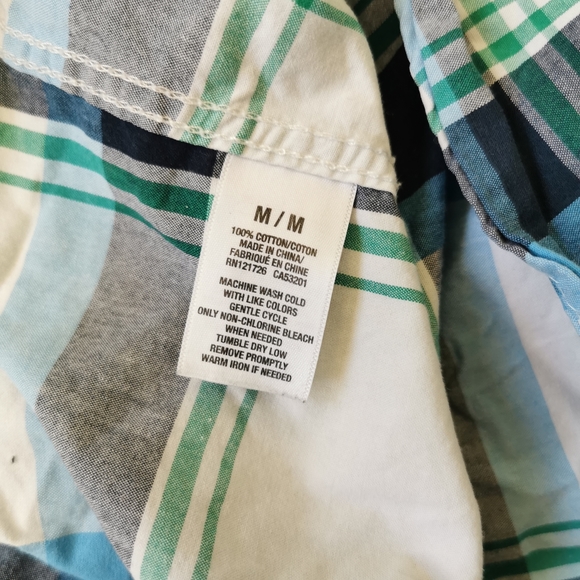 M / M
100% COTTON/COTON
MADE IN CHINA/
FABRIQUÉ EN CHINE
RN121726 CA53201
MACHINE WASH COLD
WITH LIKE COLORS
GENTLE CYCLE
ONLY NON-CHLORINE BLEACH
WHEN NEEDED
TUMBLE DRY LOW
REMOVE PROMPTLY
WARM IRON IF NEEDED